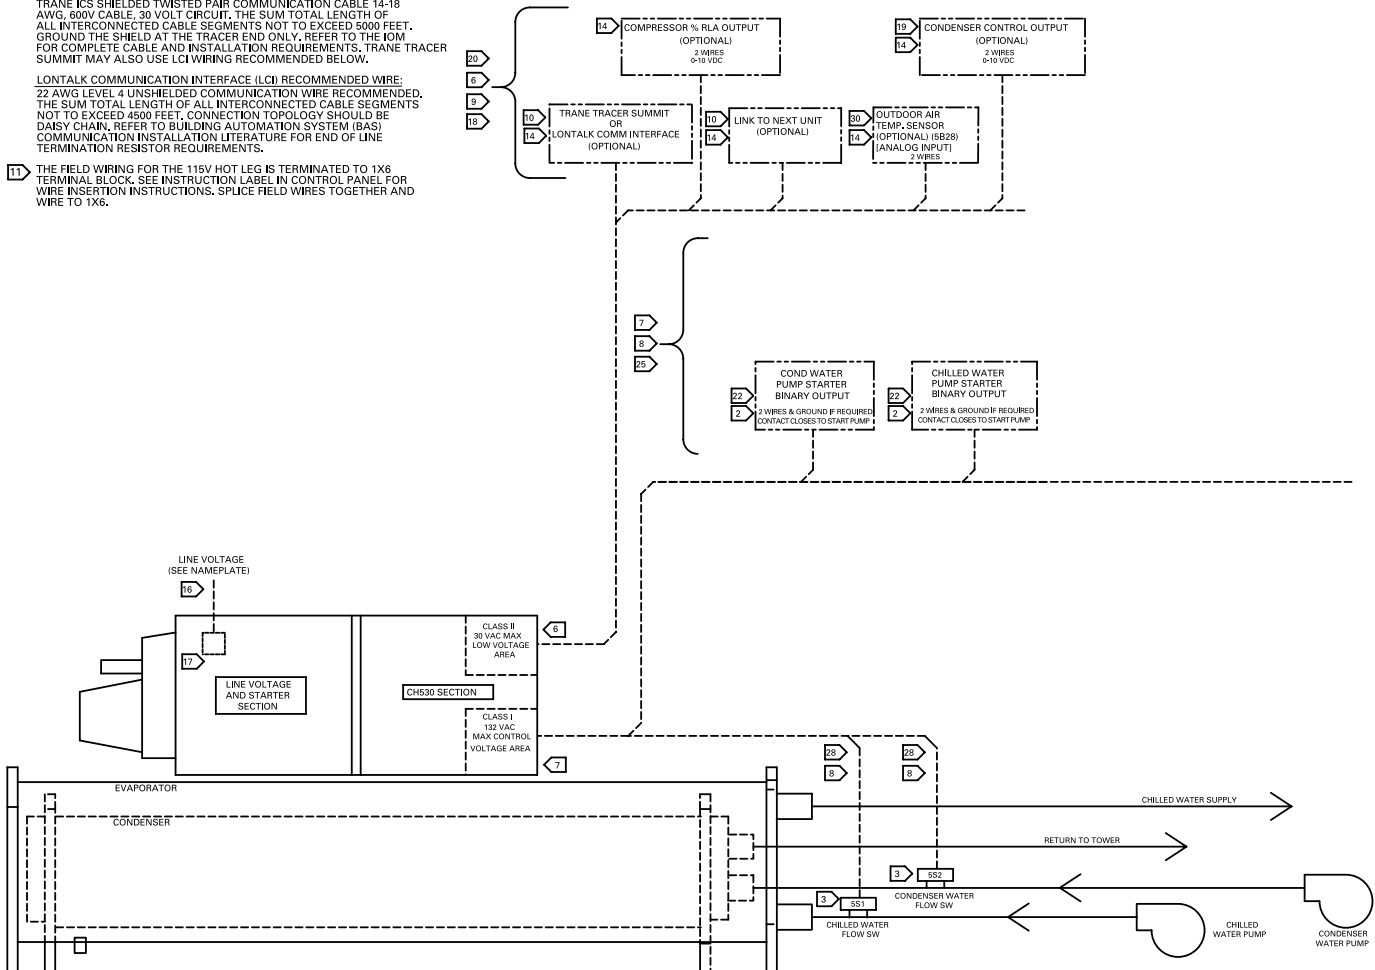 TRANE ICS SHIELDED TWISTED PAIR COMMUNICATION CABLE 14-18
AWG, 600V CABLE, 30 VOLT CIRCUIT. THE SUM TOTAL LENGTH OF
ALL INTERCONNECTED CABLE SEGMENTS NOT TO EXCEED 5000 FEET.
GROUND THE SHIELD AT THE TRACER END ONLY. REFER TO THE IOM
FOR COMPLETE CABLE AND INSTALLATION REQUIREMENTS. TRANE TRACER
SUMMIT MAY ALSO USE LCI WIRING RECOMMENDED BELOW.
LONTALK COMMUNICATION INTERFACE (LCI) RECOMMENDED WIRE:
22 AWG LEVEL 4 UNSHIELDED COMMUNICATION WIRE RECOMMENDED.
THE SUM TOTAL LENGTH OF ALL INTERCONNECTED CABLE SEGMENTS
NOT TO EXCEED 4500 FEET. CONNECTION TOPOLOGY SHOULD BE
DAISY CHAIN. REFER TO BUILDING AUTOMATION SYSTEM (BAS)
COMMUNICATION INSTALLATION LITERATURE FOR END OF LINE
TERMINATION RESISTOR REQUIREMENTS.
11 THE FIELD WIRING FOR THE 115V HOT LEG IS TERMINATED TO 1X6
TERMINAL BLOCK. SEE INSTRUCTION LABEL IN CONTROL PANEL FOR
WIRE INSERTION INSTRUCTIONS. SPLICE FIELD WIRES TOGETHER AND
WIRE TO 1X6.
20
6
9
18
14
COMPRESSOR % RLA OUTPUT
(OPTIONAL)
2 WIRES
0-10 VDC
19
14
CONDENSER CONTROL OUTPUT
(OPTIONAL)
2 WIRES
0-10 VDC
10
14
TRANE TRACER SUMMIT
OR
LONTALK COMM INTERFACE
(OPTIONAL)
10
14
LINK TO NEXT UNIT
(OPTIONAL)
30
14
OUTDOOR AIR
TEMP. SENSOR
(OPTIONAL) (5B28)
[ANALOG INPUT]
2 WIRES
7
8
25
22
2
COND WATER
PUMP STARTER
BINARY OUTPUT
2 WIRES & GROUND IF REQUIRED
CONTACT CLOSES TO START PUMP
22
2
CHILLED WATER
PUMP STARTER
BINARY OUTPUT
2 WIRES & GROUND IF REQUIRED
CONTACT CLOSES TO START PUMP
LINE VOLTAGE
(SEE NAMEPLATE)
16
17
LINE VOLTAGE
AND STARTER
SECTION
CH530 SECTION
CLASS II
30 VAC MAX
LOW VOLTAGE
AREA
6
CLASS I
132 VAC
MAX CONTROL
VOLTAGE AREA
7
28
8
28
8
EVAPORATOR
CONDENSER
CHILLED WATER SUPPLY
RETURN TO TOWER
3
5S2
CONDENSER WATER
FLOW SW
3
5S1
CHILLED WATER
FLOW SW
CHILLED
WATER PUMP
CONDENSER
WATER PUMP